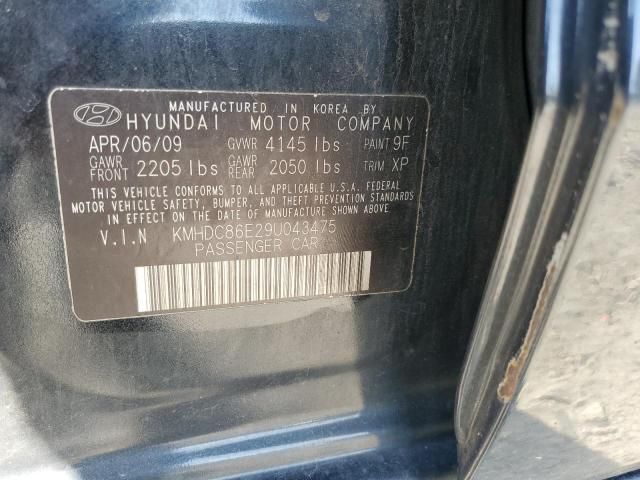 MANUFACTURED IN KOREA BY
HYUNDAI MOTOR COMPANY
APR/06/09 GVWR 4145 lbs PAINT 9F
GAWR FRONT 2205 lbs GAWR REAR 2050 lbs TRIM XP
THIS VEHICLE CONFORMS TO ALL APPLICABLE U.S.A. FEDERAL
MOTOR VEHICLE SAFETY, BUMPER, AND THEFT PREVENTION STANDARDS
IN EFFECT ON THE DATE OF MANUFACTURE SHOWN ABOVE.
V.I.N KMHDC86E29U043475
PASSENGER CAR